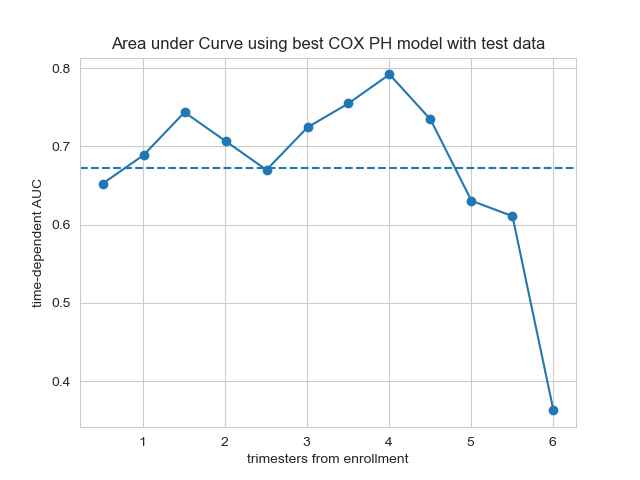 Area under Curve using best COX PH model with test data
0.8
0.7
0.6
0.5
0.4
time-dependent AUC
1 2 3 4 5 6
trimesters from enrollment